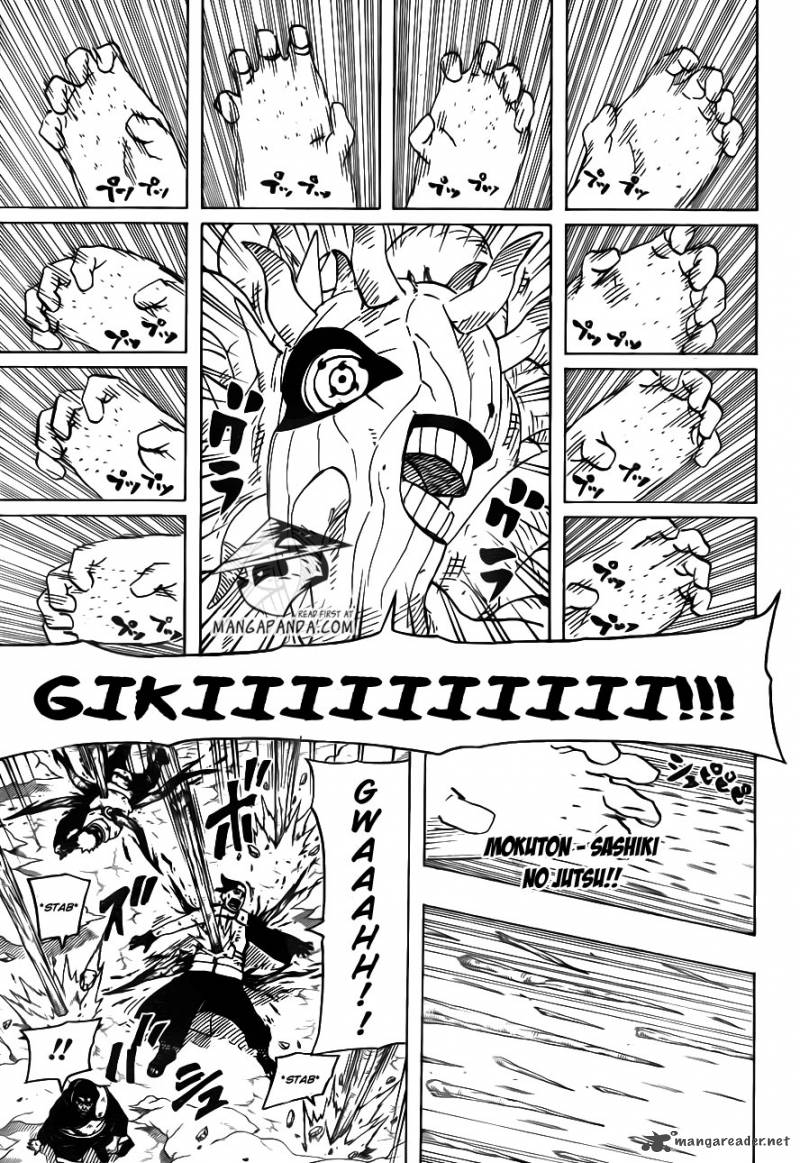 プッ プッ
プッ プッ
プッ プッ
プッ プッ
プッ プッ
プッ プッ
グラ
グラ
プッ プッ
プッ プッ
プッ プッ
プッ プッ
READ FIRST AT
MANGAPANDA.COM
GIKIIIIIIIIIII!!!
シュピピピ
MOKUTON - SASHIKI
NO JUTSU!!
GWAAAHH!!
ズボ
*STAB*
*STAB*
!!
mangareader.net